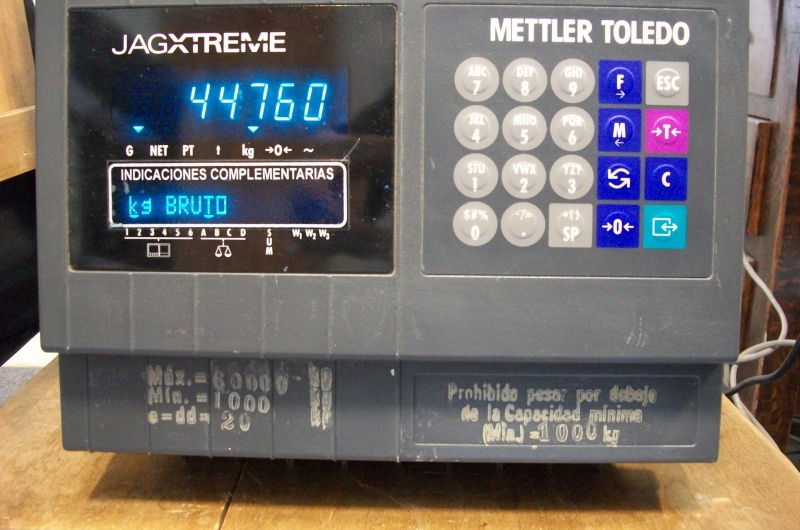 JAGXTREME
METTLER TOLEDO
44760
G NET PT t kg →0← ~
INDICACIONES COMPLEMENTARIAS
kg BRUTO
1 2 3 4 5 6 A B C D
SUM
W1 W2 W3
ABC DEF GHI
7 8 9 F ESC
JKL MNO PQR
4 5 6 M →T←
STU VWX YZ?
1 2 3 C
$#%
0 SP →0←
Máx.= 60000
Mín.= 1000
e=dd= 20
Prohibido pesar por debajo
de la Capacidad mínima
(Mín.) =1000 kg